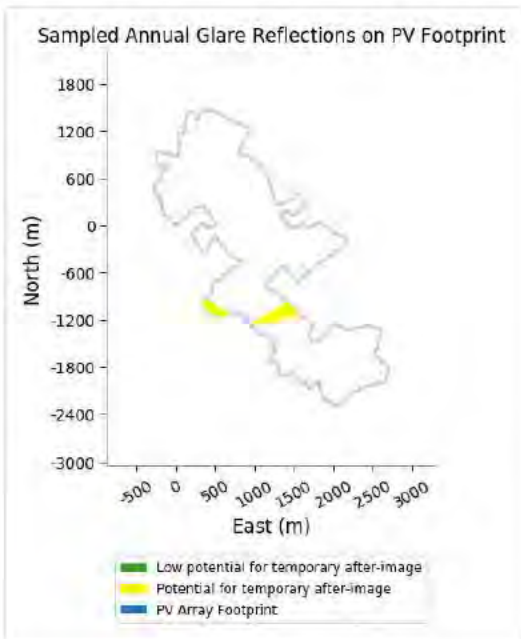 Sampled Annual Glare Reflections on PV Footprint
1800
1200
600
0
-600
-1200
-1800
-2400
-3000
North (m)
-500 0 500 1000 1500 2000 2500 3000
East (m)
Low potential for temporary after-image
Potential for temporary after-image
PV Array Footprint